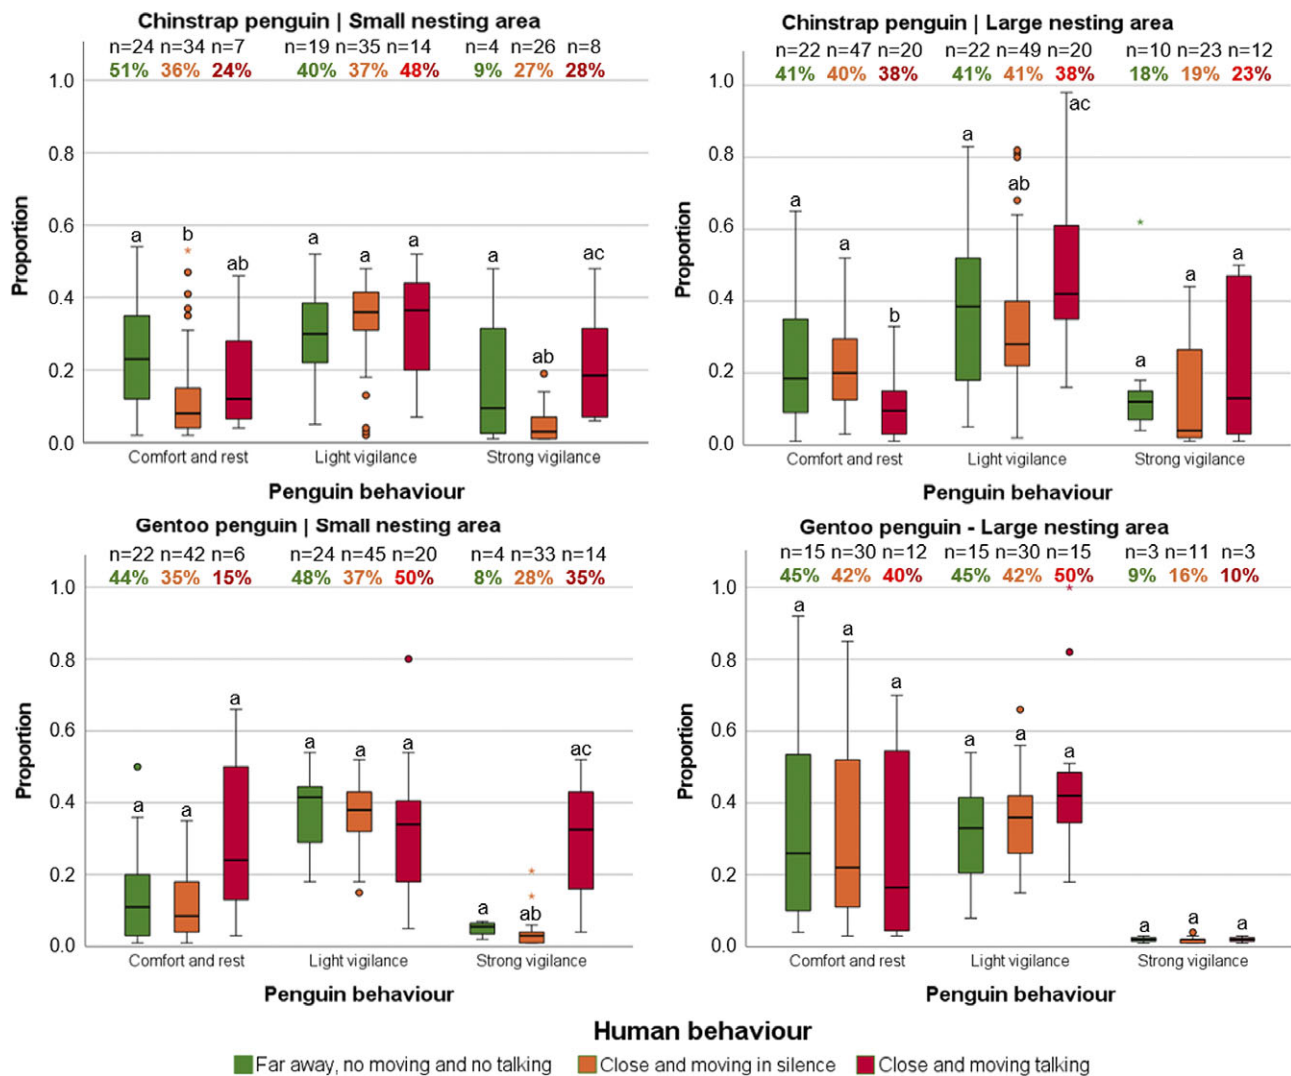 Chinstrap penguin | Small nesting area
n=24 n=34 n=7 n=19 n=35 n=14 n=4 n=26 n=8
51% 36% 24% 40% 37% 48% 9% 27% 28%
1.0
0.8
0.6
0.4
0.2
0.0
Proportion
a b ab a a a a ab ac
Comfort and rest Light vigilance Strong vigilance
Penguin behaviour
Chinstrap penguin | Large nesting area
n=22 n=47 n=20 n=22 n=49 n=20 n=10 n=23 n=12
41% 40% 38% 41% 41% 38% 18% 19% 23%
1.0
0.8
0.6
0.4
0.2
0.0
Proportion
a a b a ab ac a a a
Comfort and rest Light vigilance Strong vigilance
Penguin behaviour
Gentoo penguin | Small nesting area
n=22 n=42 n=6 n=24 n=45 n=20 n=4 n=33 n=14
44% 35% 15% 48% 37% 50% 8% 28% 35%
1.0
0.8
0.6
0.4
0.2
0.0
Proportion
a a a a a a a ab ac
Comfort and rest Light vigilance Strong vigilance
Penguin behaviour
Gentoo penguin - Large nesting area
n=15 n=30 n=12 n=15 n=30 n=15 n=3 n=11 n=3
45% 42% 40% 45% 42% 50% 9% 16% 10%
1.0
0.8
0.6
0.4
0.2
0.0
Proportion
a a a a a a a a a
Comfort and rest Light vigilance Strong vigilance
Penguin behaviour
Human behaviour
Far away, no moving and no talking Close and moving in silence Close and moving talking